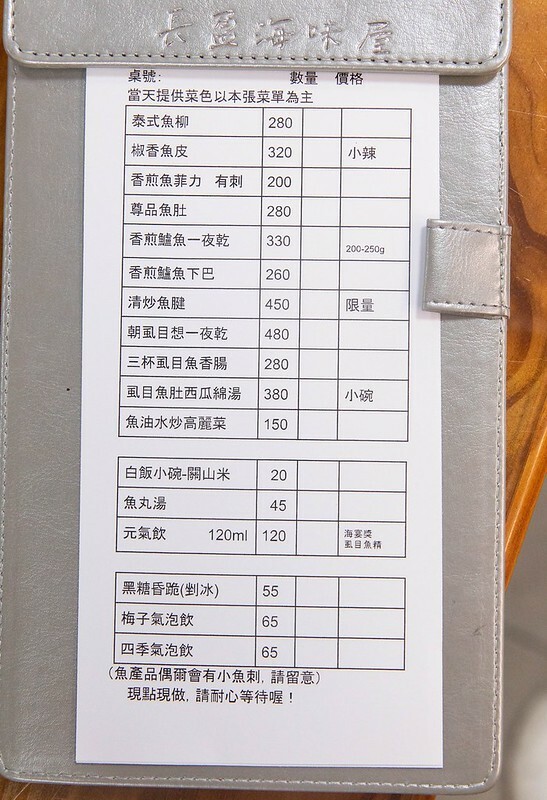 長盈海味屋
桌號: 數量 價格
當天提供菜色以本張菜單為主
泰式魚柳 280
椒香魚皮 320 小辣
香煎魚菲力 有刺 200
尊品魚肚 280
香煎鱸魚一夜乾 330 200-250g
香煎鱸魚下巴 260
清炒魚腱 450 限量
朝虱目想一夜乾 480
三杯虱目魚香腸 280
虱目魚肚西瓜綿湯 380 小碗
魚油水炒高麗菜 150
白飯小碗-關山米 20
魚丸湯 45
元氣飲 120ml 120 海宴獎
虱目魚精
黑糖昏跪(剉冰) 55
梅子氣泡飲 65
四季氣泡飲 65
(魚產品偶爾會有小魚刺, 請留意)
現點現做, 請耐心等待喔！